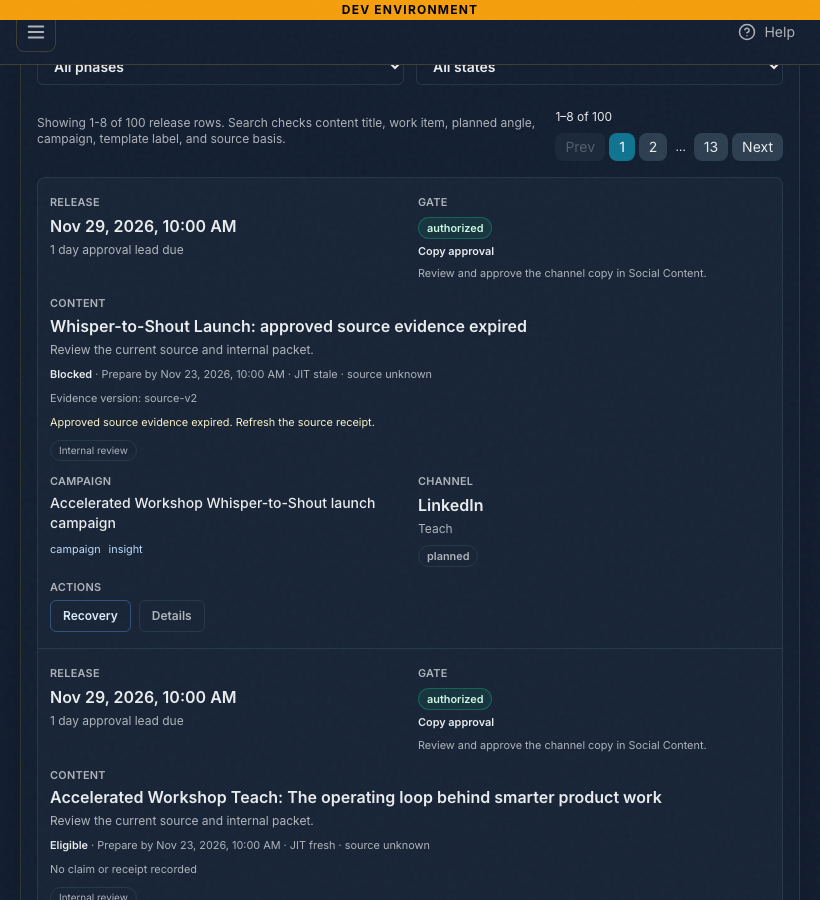 DEV ENVIRONMENT
Help
All phases
All states
Showing 1-8 of 100 release rows. Search checks content title, work item, planned angle,
campaign, template label, and source basis.
1–8 of 100
Prev
1
2
...
13
Next
RELEASE
Nov 29, 2026, 10:00 AM
1 day approval lead due
GATE
authorized
Copy approval
Review and approve the channel copy in Social Content.
CONTENT
Whisper-to-Shout Launch: approved source evidence expired
Review the current source and internal packet.
Blocked · Prepare by Nov 23, 2026, 10:00 AM · JIT stale · source unknown
Evidence version: source-v2
Approved source evidence expired. Refresh the source receipt.
Internal review
CAMPAIGN
Accelerated Workshop Whisper-to-Shout launch
campaign
campaign insight
CHANNEL
LinkedIn
Teach
planned
ACTIONS
Recovery
Details
RELEASE
Nov 29, 2026, 10:00 AM
1 day approval lead due
GATE
authorized
Copy approval
Review and approve the channel copy in Social Content.
CONTENT
Accelerated Workshop Teach: The operating loop behind smarter product work
Review the current source and internal packet.
Eligible · Prepare by Nov 23, 2026, 10:00 AM · JIT fresh · source unknown
No claim or receipt recorded
Internal review